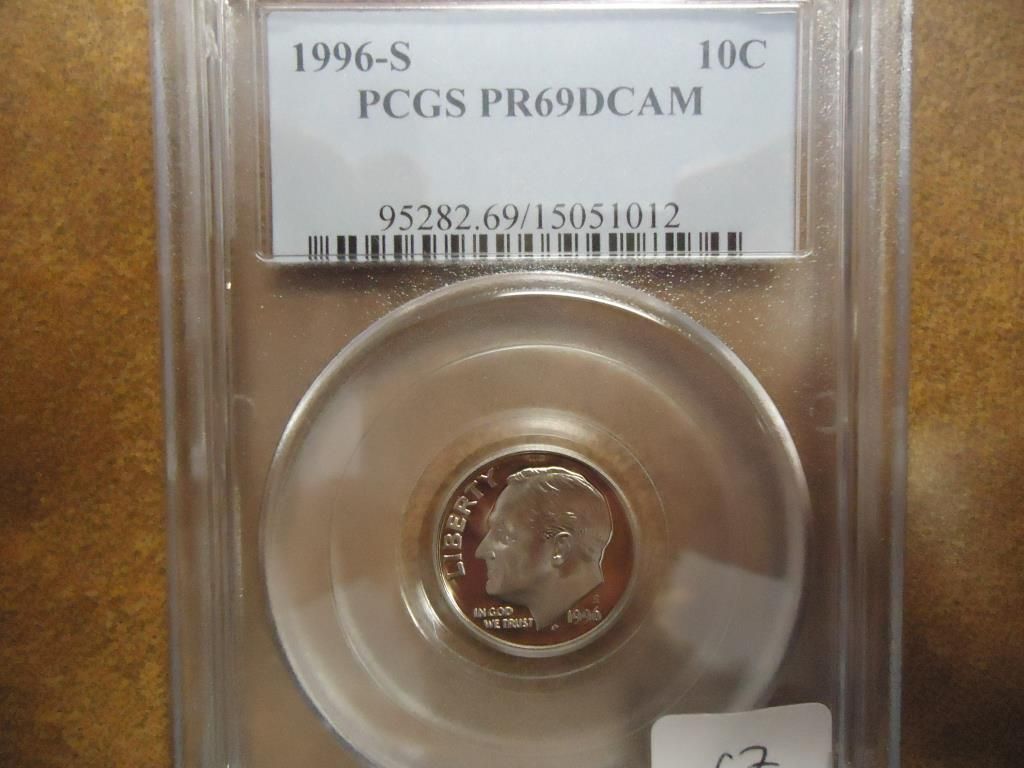 1996-S 10C
PCGS PR69DCAM
95282.69/15051012
LIBERTY
IN GOD
WE TRUST
S
1996